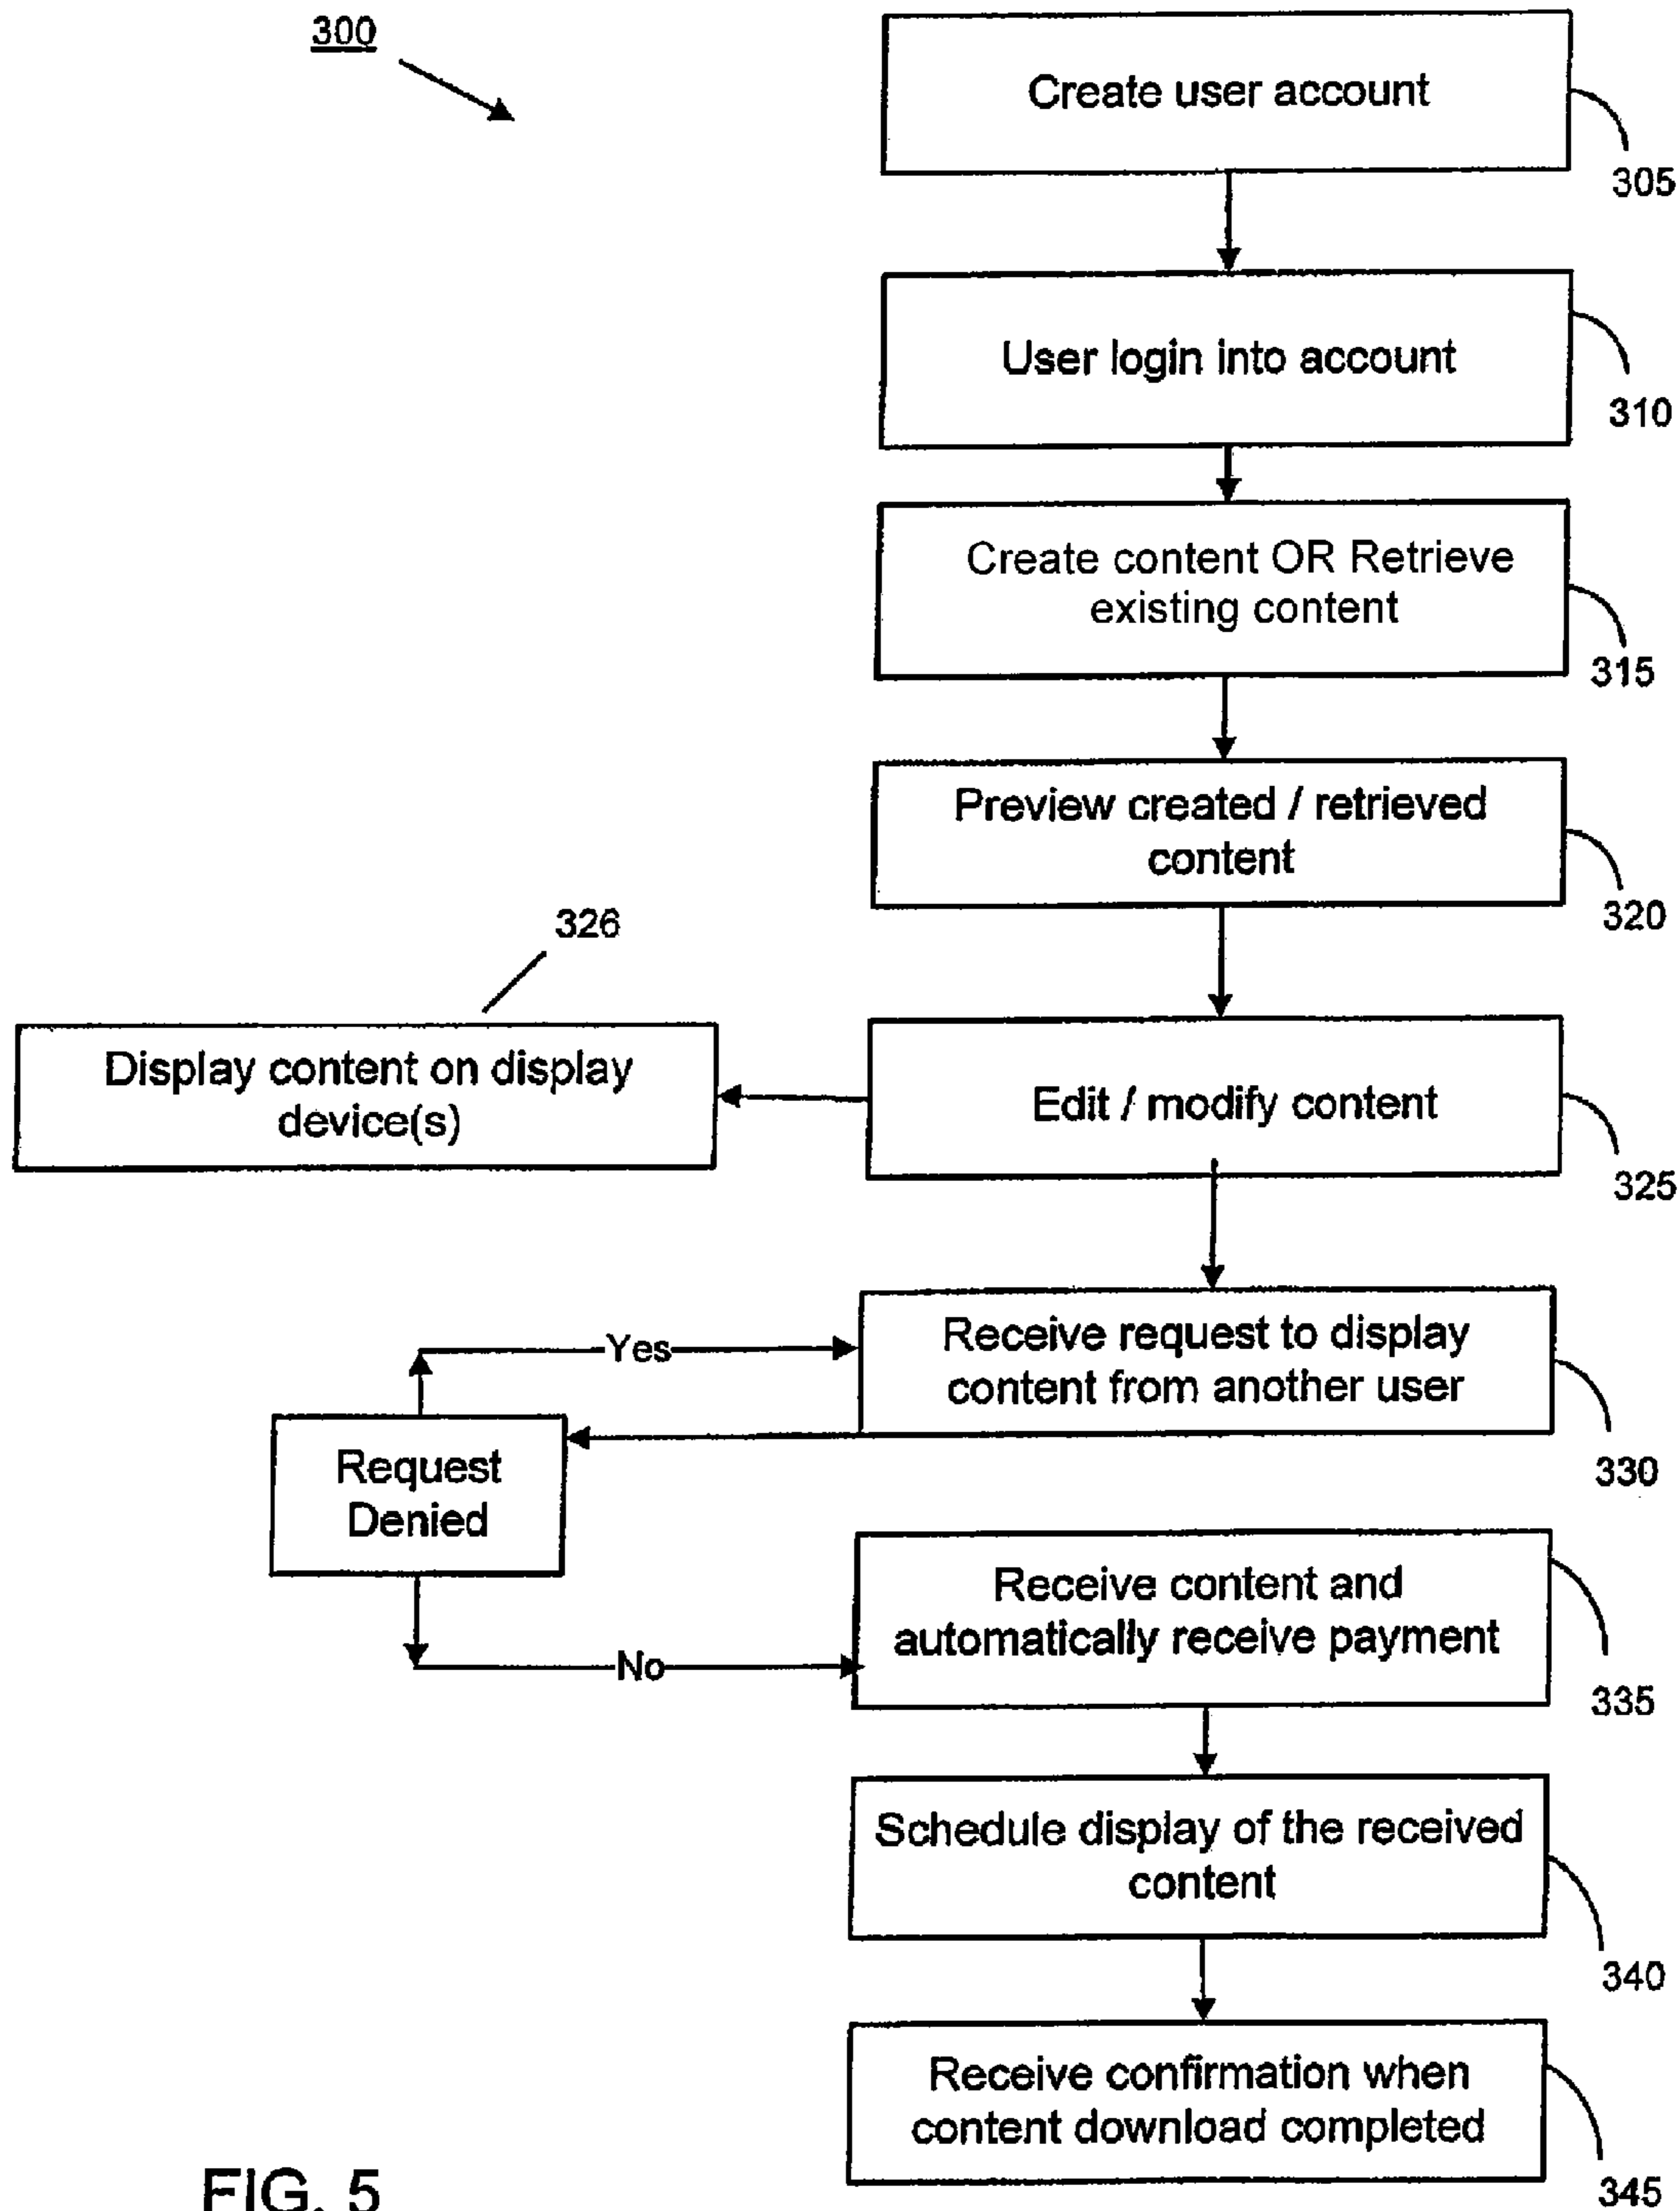 300
Create user account
305
User login into account
310
Create content OR Retrieve
existing content
315
Preview created / retrieved
content
320
326
Display content on display
device(s)
Edit / modify content
325
Yes
Receive request to display
content from another user
330
Request
Denied
No
Receive content and
automatically receive payment
335
Schedule display of the received
content
340
Receive confirmation when
content download completed
345
FIG. 5